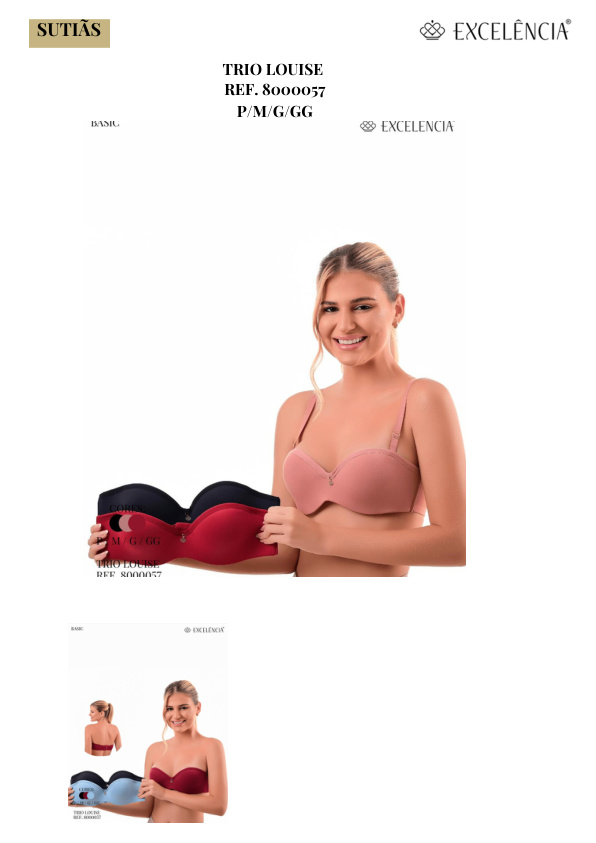 SUTIÃS
EXCELÊNCIA®
TRIO LOUISE
REF. 8000057
P/M/G/GG
BASIC
EXCELENCIA
CORES
P / M / G / GG
TRIO LOUISE
REF. 8000057
BASIC
EXCELÊNCIA
CORES
TRIO LOUISE
REF. 8000057